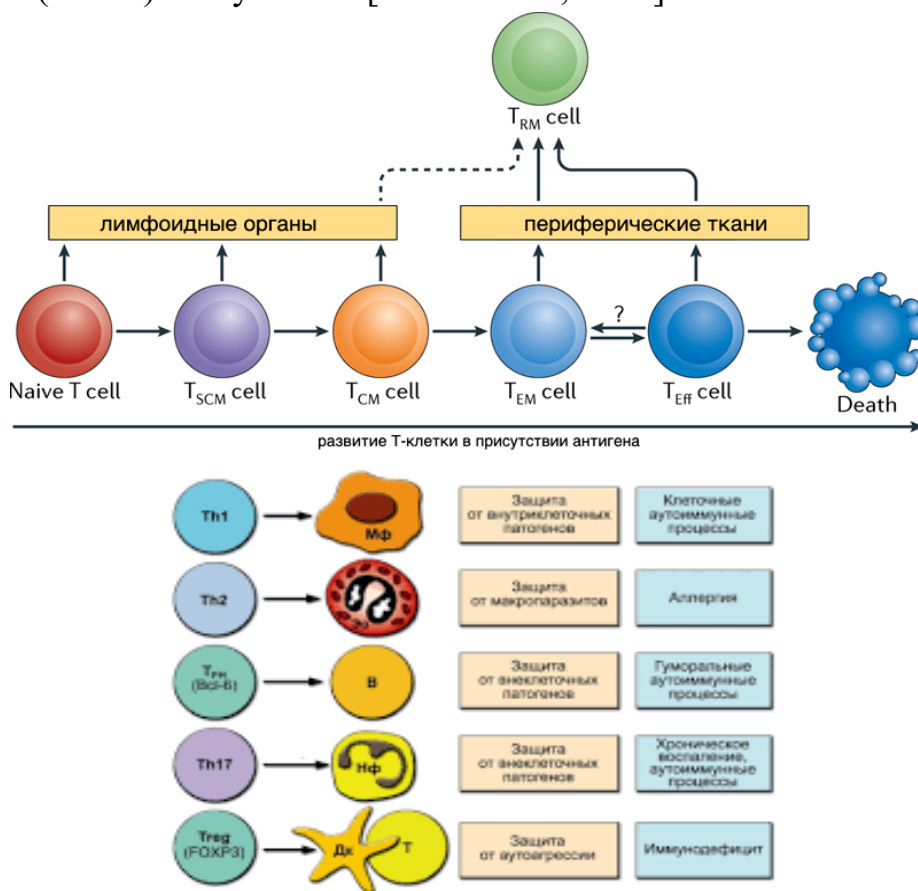 T_RM cell
лимфоидные органы
периферические ткани
?
Naive T cell
T_SCM cell
T_CM cell
T_EM cell
T_Eff cell
Death
развитие Т-клетки в присутствии антигена
Th1
Мф
Защита
от внутриклеточных
патогенов
Клеточные
аутоиммунные
процессы
Th2
Защита
от макропаразитов
Аллергия
T_FH
(Bcl-6)
B
Защита
от внеклеточных
патогенов
Гуморальные
аутоиммунные
процессы
Th17
Нф
Защита
от внеклеточных
патогенов
Хроническое
воспаление,
аутоиммунные
процессы
Treg
(FOXP3)
Дк
T
Защита
от аутоагрессии
Иммунодефицит